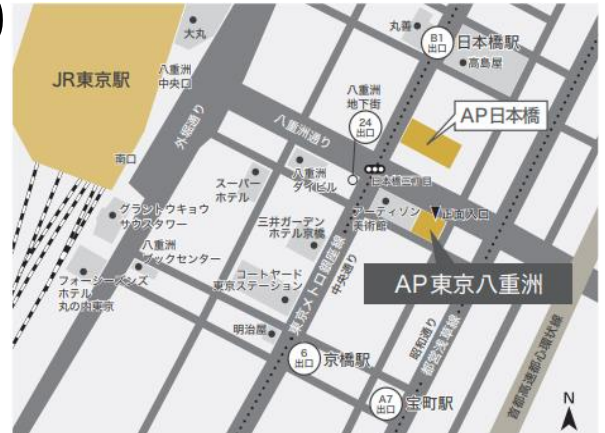 丸善
大丸
B1
出口
日本橋駅
高島屋
JR東京駅
八重洲
中央口
八重洲
地下街
24
出口
AP日本橋
外堀通り
八重洲通り
南口
スーパー
ホテル
八重洲
ダイビル
日本橋三丁目
グラントウキョウ
サウスタワー
三井ガーデン
ホテル京橋
アーティゾン
美術館
正面入口
八重洲
ブックセンター
フォーシーズンズ
ホテル
丸の内東京
コートヤード
東京ステーション
東京メトロ銀座線
中央通り
AP東京八重洲
明治屋
昭和通り
都営浅草線
首都高速都心環状線
6
出口
京橋駅
A7
出口
宝町駅
N